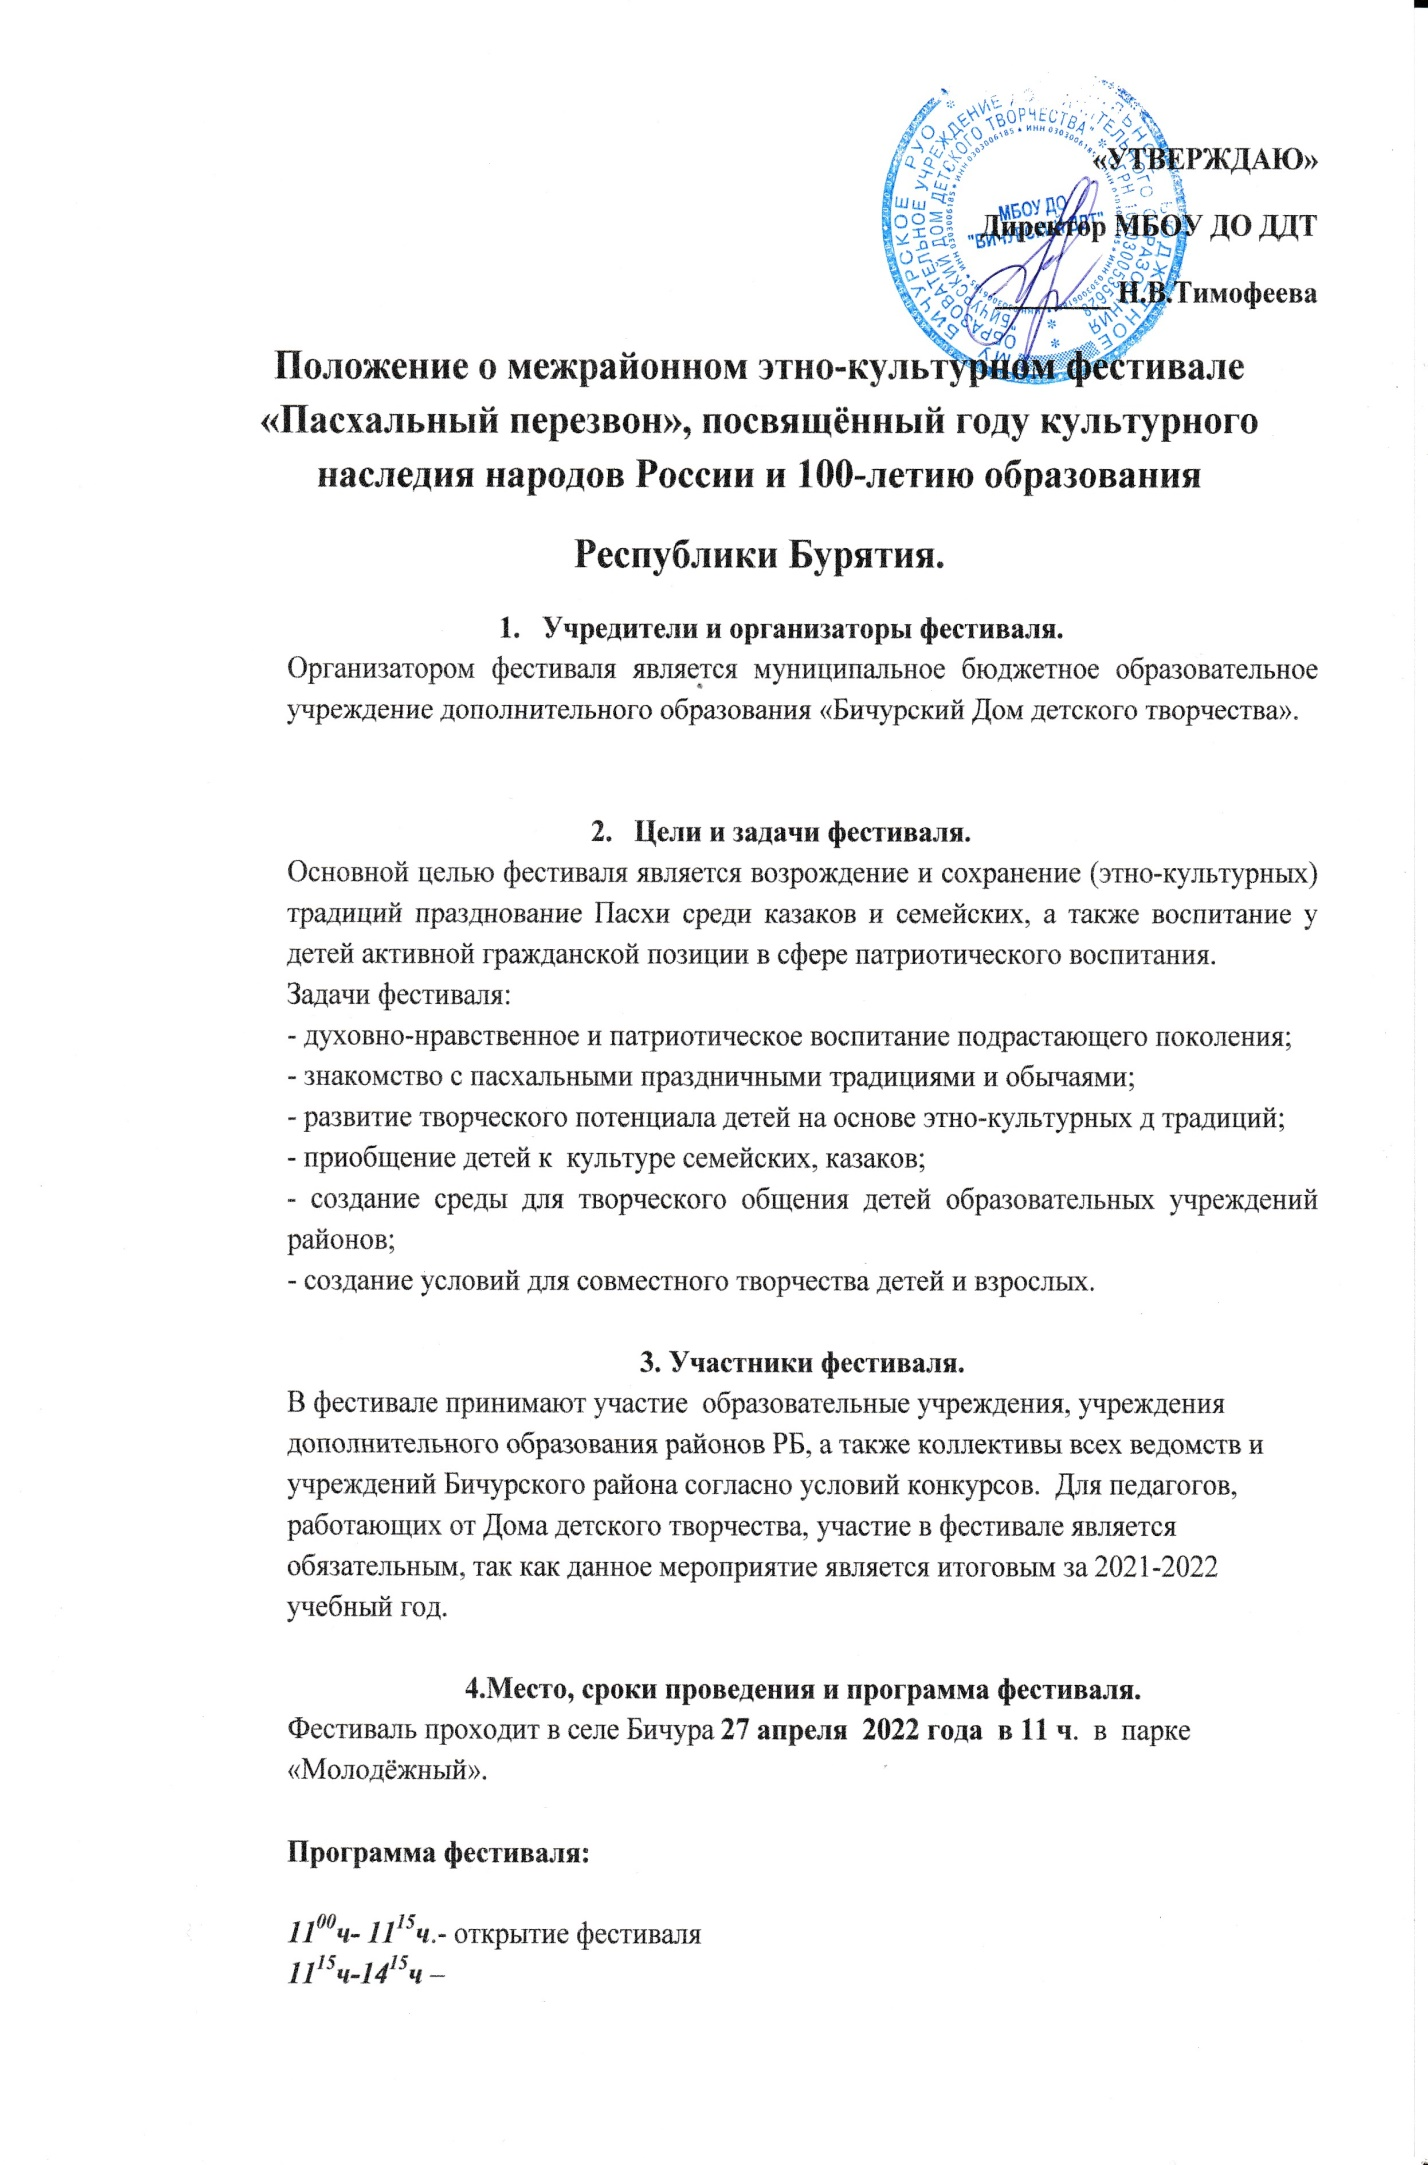 «УТВЕРЖДАЮ»
Директор МБОУ ДО ДДТ
Н.В.Тимофеева
МБОУ ДО
Положение о межрайонном этно-культурном фестивале
«Пасхальный перезвон», посвящённый году культурного
наследия народов России и 100-летию образования
Республики Бурятия.
1. Учредители и организаторы фестиваля.
Организатором фестиваля является муниципальное бюджетное образовательное
учреждение дополнительного образования «Бичурский Дом детского творчества».
2. Цели и задачи фестиваля.
Основной целью фестиваля является возрождение и сохранение (этно-культурных)
традиций празднование Пасхи среди казаков и семейских, а также воспитание у
детей активной гражданской позиции в сфере патриотического воспитания.
Задачи фестиваля:
- духовно-нравственное и патриотическое воспитание подрастающего поколения;
- знакомство с пасхальными праздничными традициями и обычаями;
- развитие творческого потенциала детей на основе этно-культурных д традиций;
- приобщение детей к культуре семейских, казаков;
- создание среды для творческого общения детей образовательных учреждений
районов;
- создание условий для совместного творчества детей и взрослых.
3. Участники фестиваля.
В фестивале принимают участие образовательные учреждения, учреждения
дополнительного образования районов РБ, а также коллективы всех ведомств и
учреждений Бичурского района согласно условий конкурсов. Для педагогов,
работающих от Дома детского творчества, участие в фестивале является
обязательным, так как данное мероприятие является итоговым за 2021-2022
учебный год.
4.Место, сроки проведения и программа фестиваля.
Фестиваль проходит в селе Бичура 27 апреля 2022 года в 11 ч. в парке
«Молодёжный».
Программа фестиваля:
11⁰⁰ч- 11¹⁵ч.- открытие фестиваля
11¹⁵ч-14¹⁵ч –